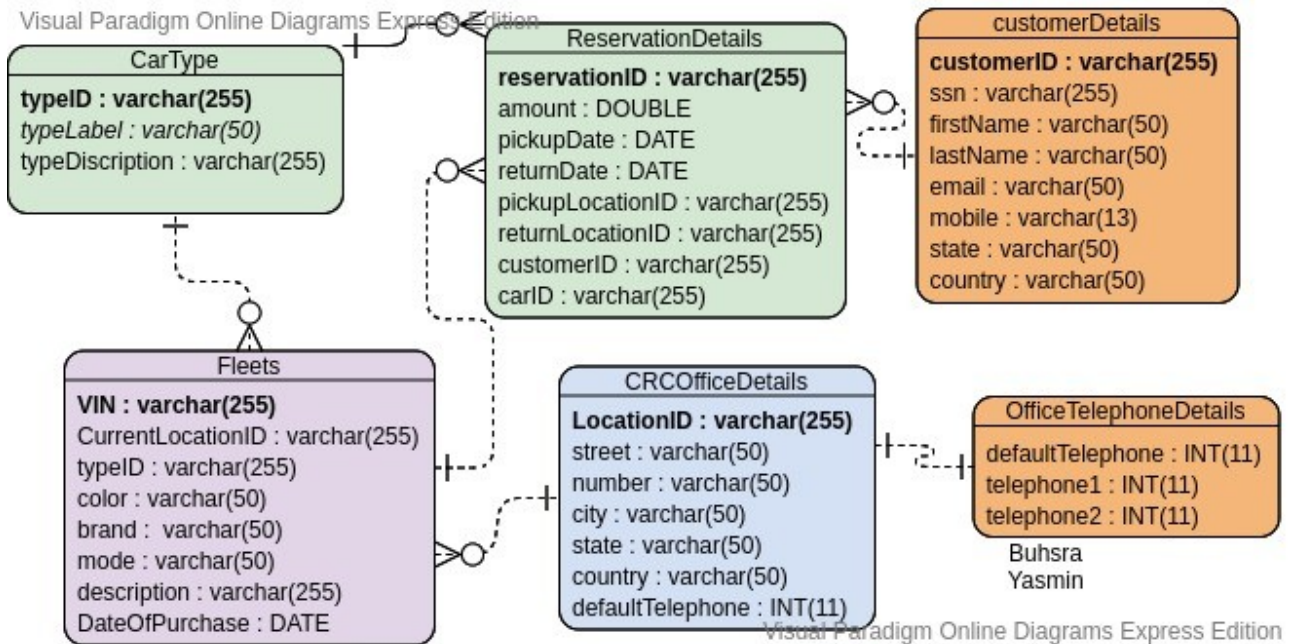 Visual Paradigm Online Diagrams Express Edition
CarType
typeID : varchar(255)
typeLabel : varchar(50)
typeDiscription : varchar(255)
ReservationDetails
reservationID : varchar(255)
amount : DOUBLE
pickupDate : DATE
returnDate : DATE
pickupLocationID : varchar(255)
returnLocationID : varchar(255)
customerID : varchar(255)
carID : varchar(255)
customerDetails
customerID : varchar(255)
ssn : varchar(255)
firstName : varchar(50)
lastName : varchar(50)
email : varchar(50)
mobile : varchar(13)
state : varchar(50)
country : varchar(50)
Fleets
VIN : varchar(255)
CurrentLocationID : varchar(255)
typeID : varchar(255)
color : varchar(50)
brand : varchar(50)
mode : varchar(50)
description : varchar(255)
DateOfPurchase : DATE
CRCOfficeDetails
LocationID : varchar(255)
street : varchar(50)
number : varchar(50)
city : varchar(50)
state : varchar(50)
country : varchar(50)
defaultTelephone : INT(11)
OfficeTelephoneDetails
defaultTelephone : INT(11)
telephone1 : INT(11)
telephone2 : INT(11)
Buhsra
Yasmin
Visual Paradigm Online Diagrams Express Edition